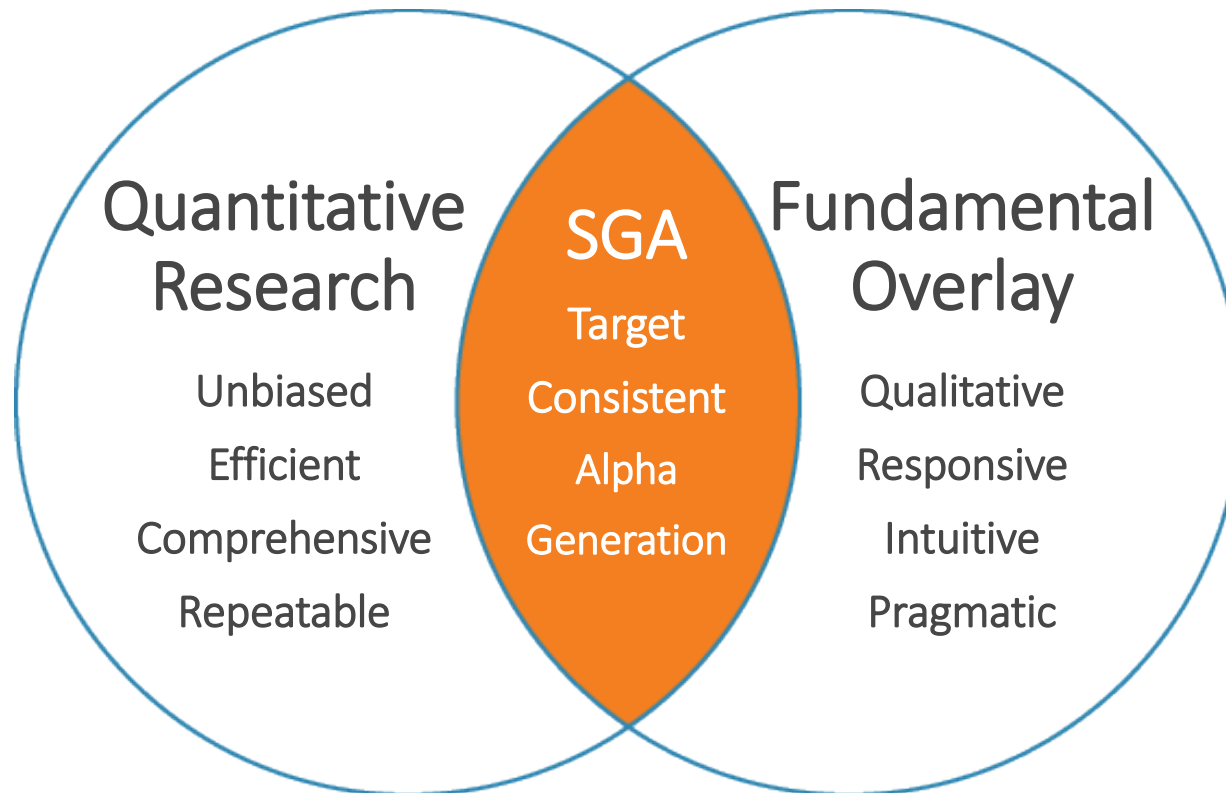 Quantitative
Research
Unbiased
Efficient
Comprehensive
Repeatable
SGA
Target
Consistent
Alpha
Generation
Fundamental
Overlay
Qualitative
Responsive
Intuitive
Pragmatic